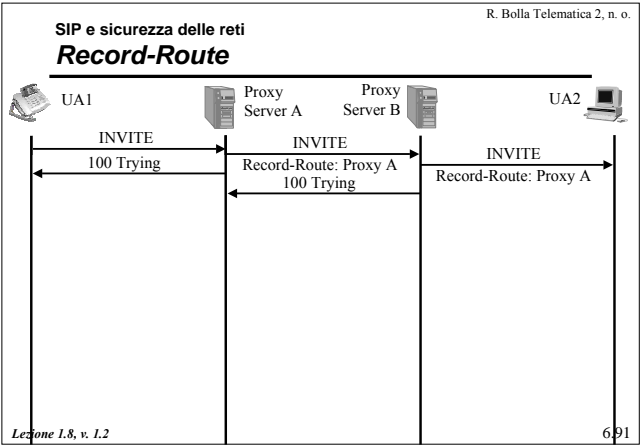 R. Bolla Telematica 2, n. o.
SIP e sicurezza delle reti
Record-Route
UA1
Proxy
Server A
Proxy
Server B
UA2
INVITE
100 Trying
INVITE
Record-Route: Proxy A
100 Trying
INVITE
Record-Route: Proxy A
Lezione 1.8, v. 1.2
6.91